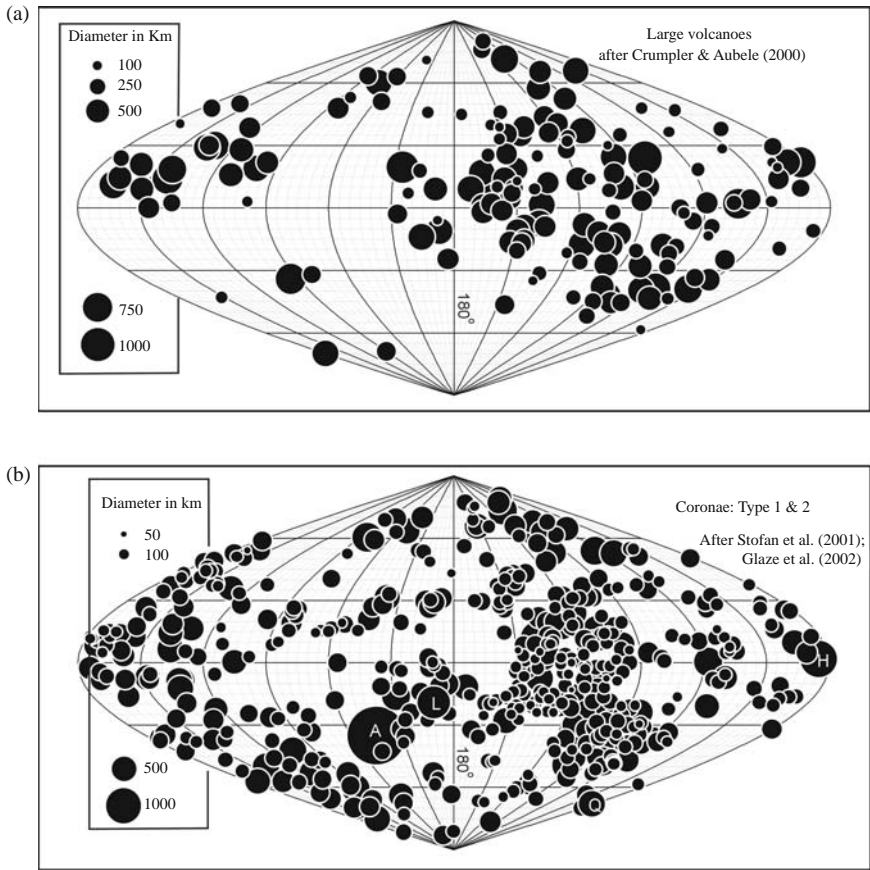 (a)
Diameter in Km
100
250
500
Large volcanoes
after Crumpler & Aubele (2000)
750
1000
180°
(b)
Diameter in km
50
100
Coronae: Type 1 & 2
After Stofan et al. (2001);
Glaze et al. (2002)
H
L
A
180°
500
1000
Q